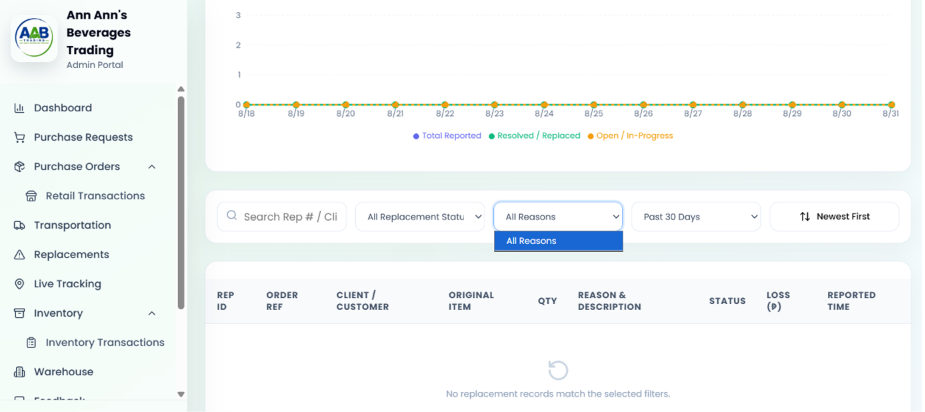 Ann Ann's
Beverages
Trading
Admin Portal
AAB
TRADING
Dashboard
Purchase Requests
Purchase Orders
Retail Transactions
Transportation
Replacements
Live Tracking
Inventory
Inventory Transactions
Warehouse
Feedback
3
2
1
0
8/18 8/19 8/20 8/21 8/22 8/23 8/24 8/25 8/26 8/27 8/28 8/29 8/30 8/31
Total Reported Resolved / Replaced Open / In-Progress
Search Rep # / Cli All Replacement Statu All Reasons Past 30 Days Newest First
All Reasons
REP ID ORDER REF CLIENT / CUSTOMER ORIGINAL ITEM QTY REASON & DESCRIPTION STATUS LOSS (₱) REPORTED TIME
No replacement records match the selected filters.